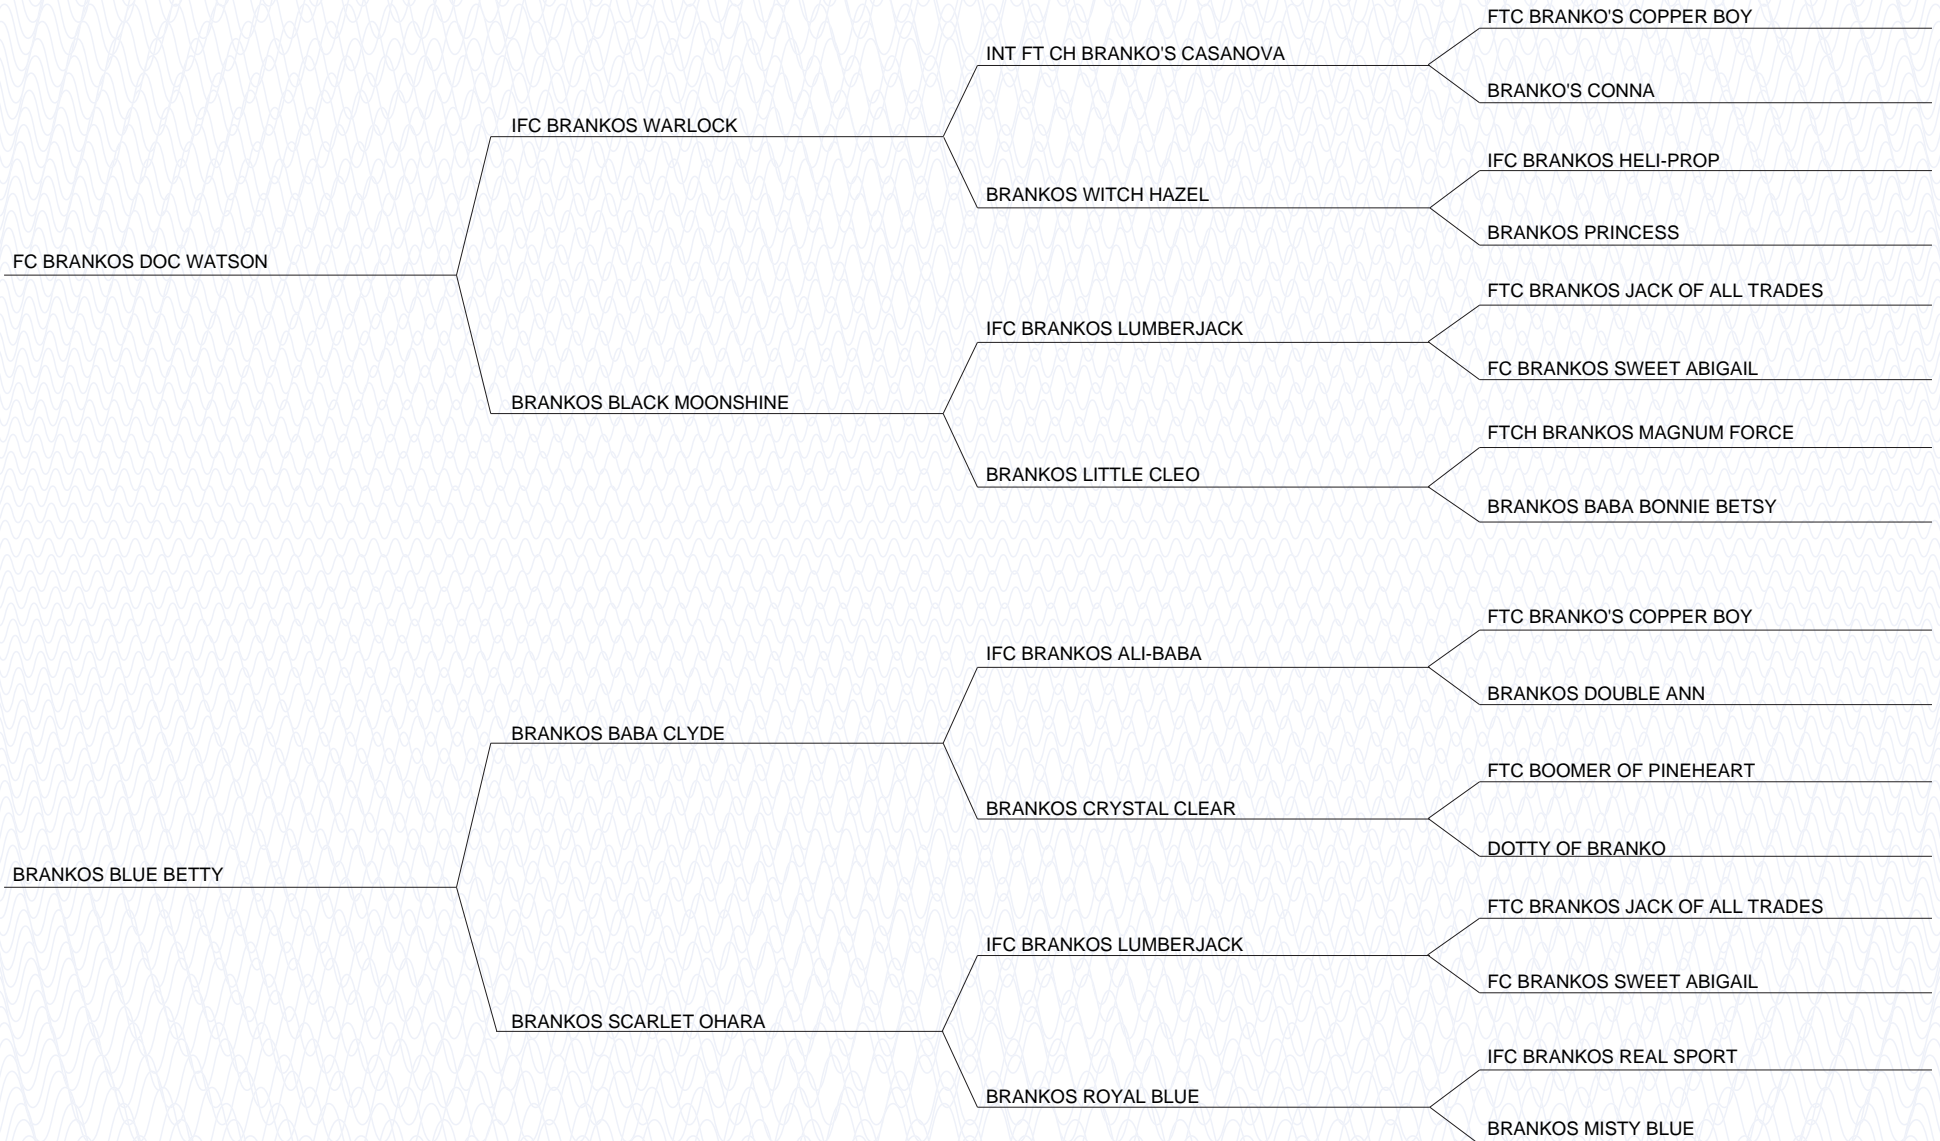 FTC BRANKO'S COPPER BOY
INT FT CH BRANKO'S CASANOVA
BRANKO'S CONNA
IFC BRANKOS WARLOCK
IFC BRANKOS HELI-PROP
BRANKOS WITCH HAZEL
BRANKOS PRINCESS
FC BRANKOS DOC WATSON
FTC BRANKOS JACK OF ALL TRADES
IFC BRANKOS LUMBERJACK
FC BRANKOS SWEET ABIGAIL
BRANKOS BLACK MOONSHINE
FTCH BRANKOS MAGNUM FORCE
BRANKOS LITTLE CLEO
BRANKOS BABA BONNIE BETSY
FTC BRANKO'S COPPER BOY
IFC BRANKOS ALI-BABA
BRANKOS DOUBLE ANN
BRANKOS BABA CLYDE
FTC BOOMER OF PINEHEART
BRANKOS CRYSTAL CLEAR
DOTTY OF BRANKO
BRANKOS BLUE BETTY
FTC BRANKOS JACK OF ALL TRADES
IFC BRANKOS LUMBERJACK
FC BRANKOS SWEET ABIGAIL
BRANKOS SCARLET OHARA
IFC BRANKOS REAL SPORT
BRANKOS ROYAL BLUE
BRANKOS MISTY BLUE